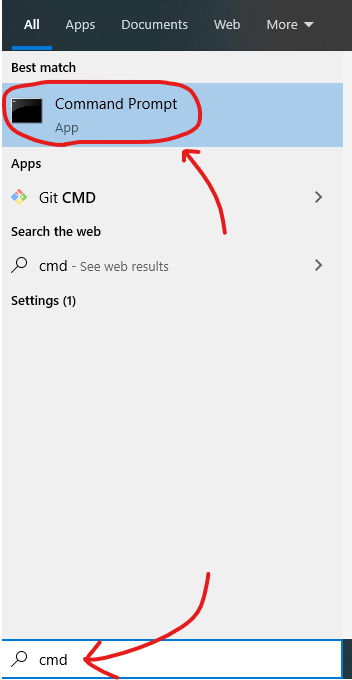 All Apps Documents Web More
Best match
Command Prompt
App
Apps
Git CMD
Search the web
cmd - See web results
Settings (1)
cmd